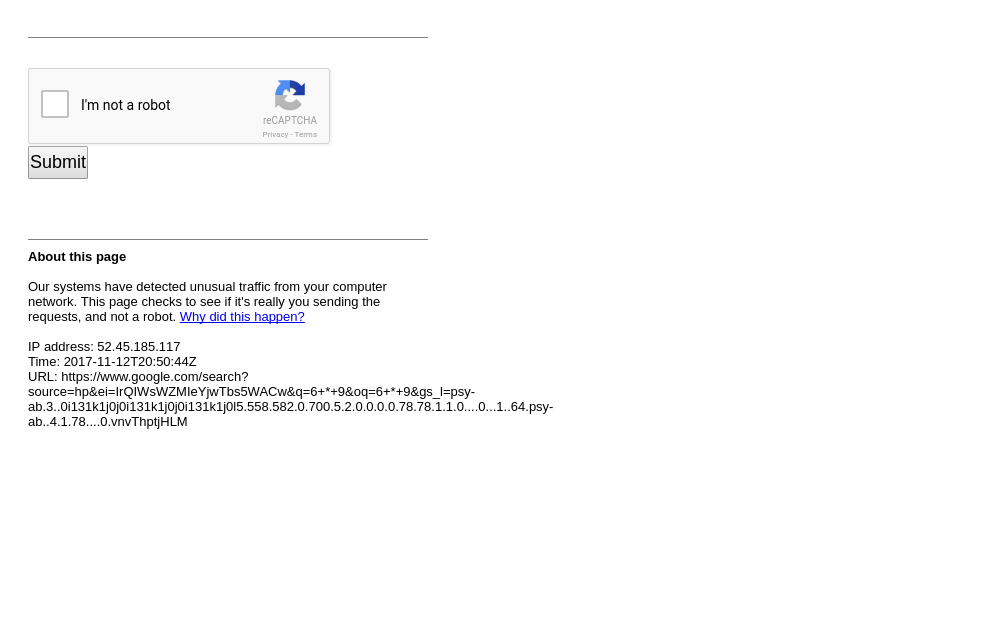 I'm not a robot
reCAPTCHA
Privacy - Terms
Submit
About this page
Our systems have detected unusual traffic from your computer
network. This page checks to see if it's really you sending the
requests, and not a robot. Why did this happen?
IP address: 52.45.185.117
Time: 2017-11-12T20:50:44Z
URL: https://www.google.com/search?
source=hp&ei=IrQIWsWZMIeYjwTbs5WACw&q=6+*+9&oq=6+*+9&gs_l=psy-
ab.3..0i131k1j0j0i131k1j0j0i131k1j0l5.558.582.0.700.5.2.0.0.0.0.78.78.1.1.0....0...1..64.psy-
ab..4.1.78....0.vnvThptjHLM